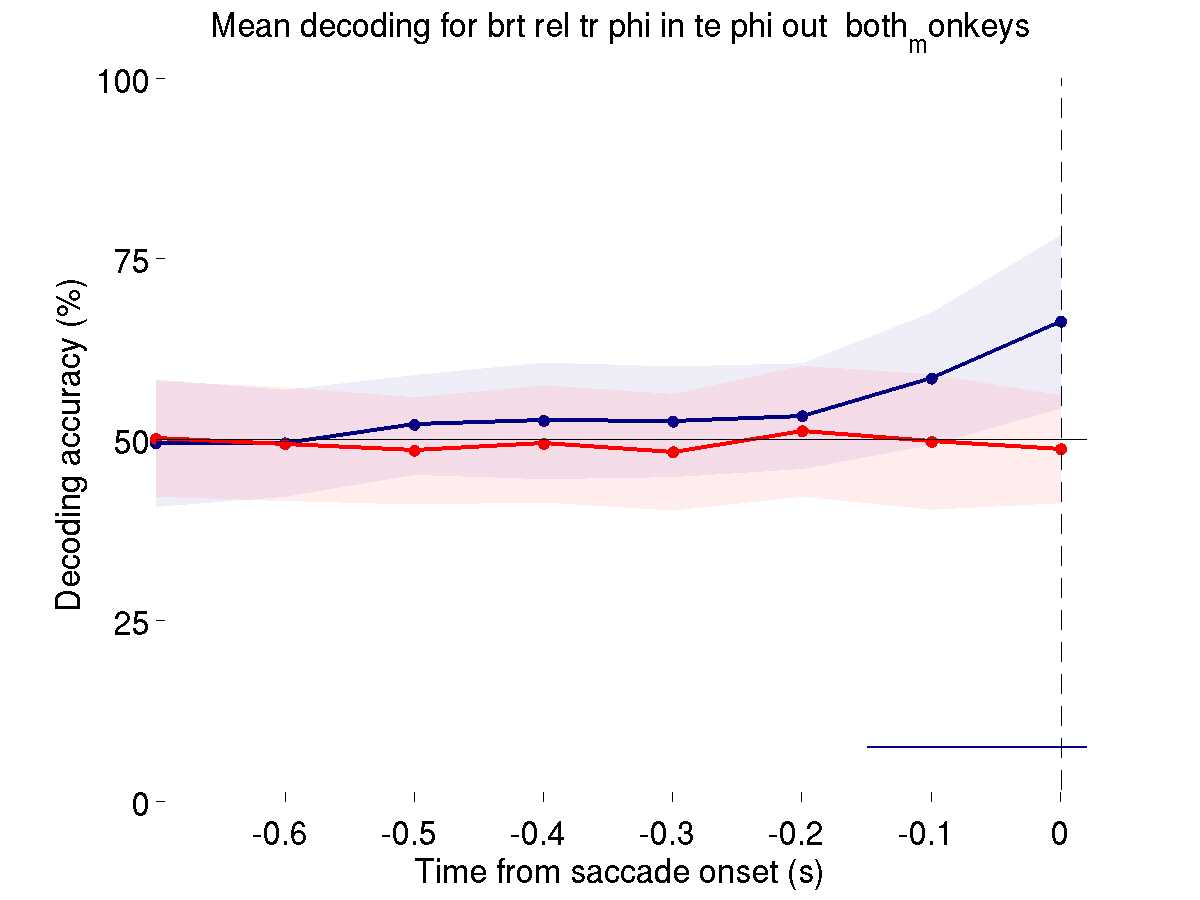 Mean decoding for brt rel tr phi in te phi out  both_monkeys
100
75
50
25
0
Decoding accuracy (%)
-0.6 -0.5 -0.4 -0.3 -0.2 -0.1 0
Time from saccade onset (s)